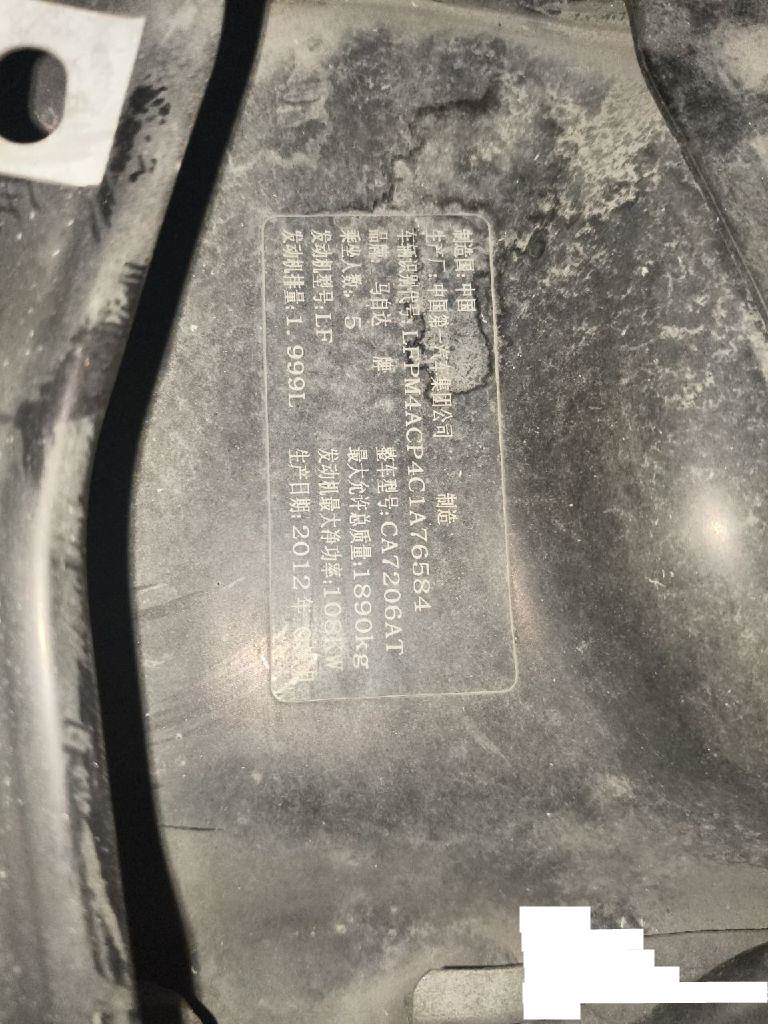 制造国 中国
生产厂 中国第一汽车集团公司 制造
车辆识别代号:LFPM4ACP4C1A76584
品牌 马自达 牌 整车型号:CA7206AT
乘坐人数: 5 最大允许总质量:1890kg
发动机型号:LF 发动机最大净功率:108KW
发动机排量:1.999L 生产日期:2012年